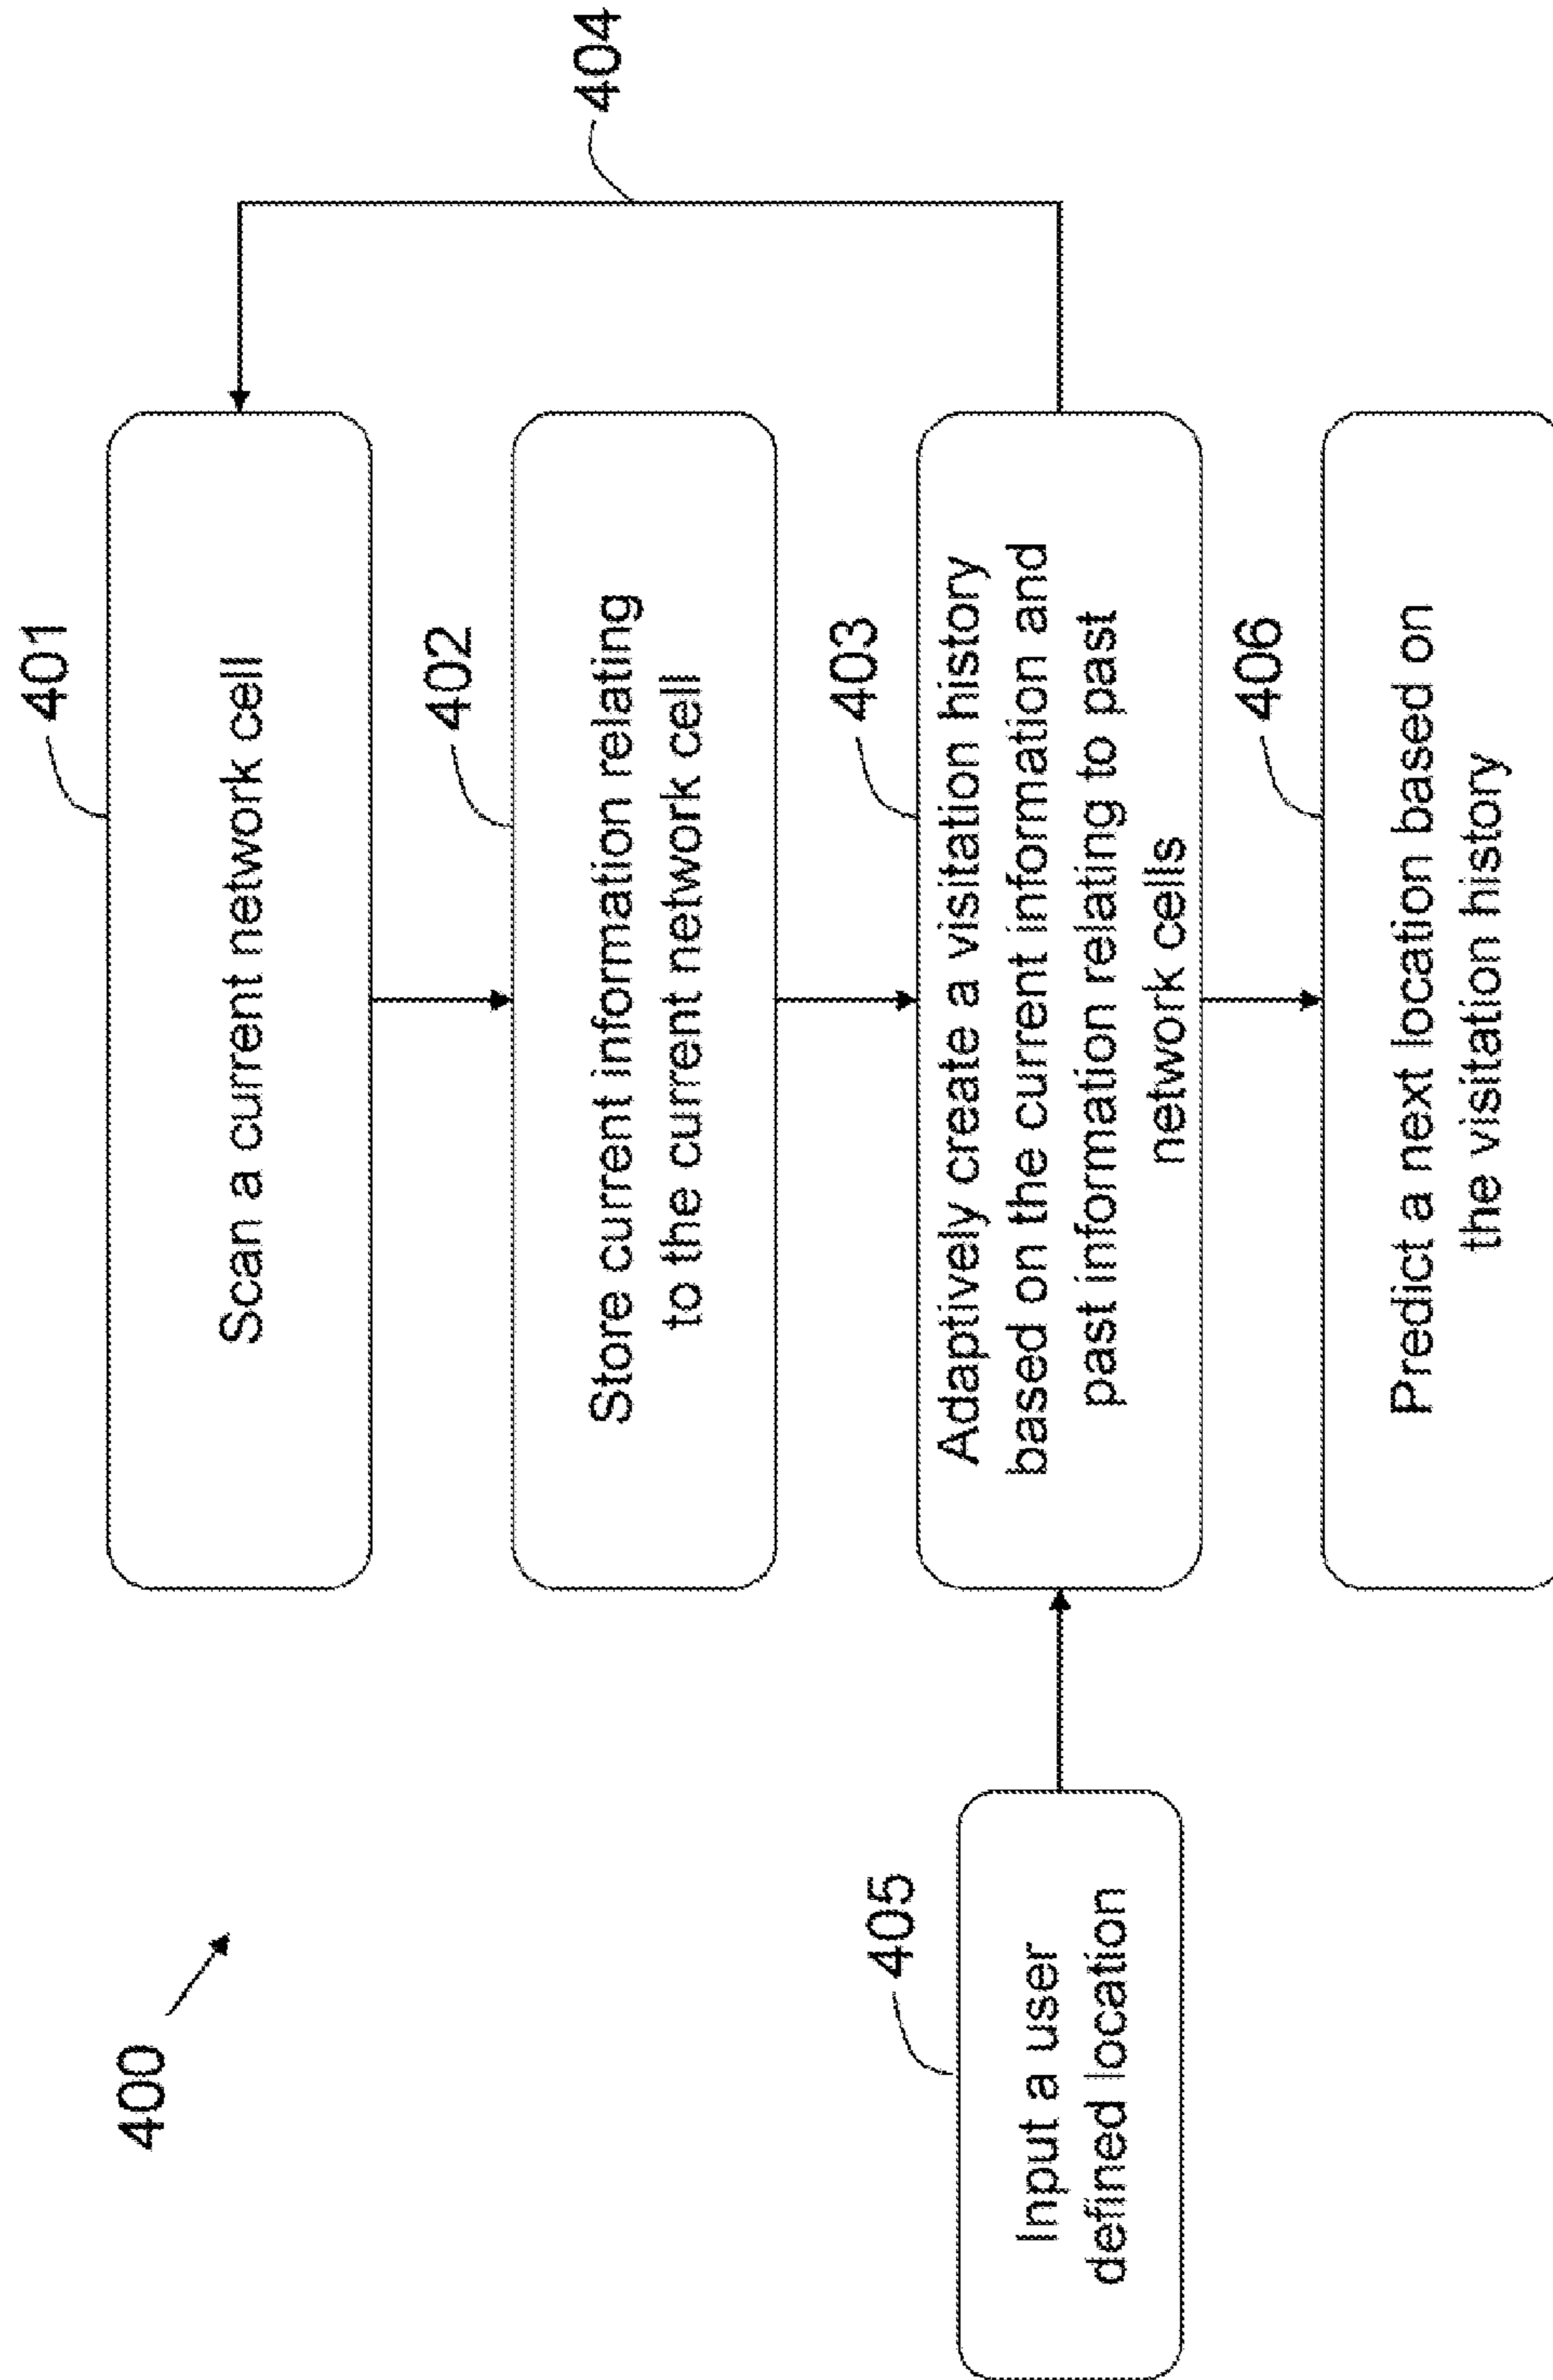 400
401
Scan a current network cell
402
Store current information relating
to the current network cell
403
Adaptively create a visitation history
based on the current information and
past information relating to past
network cells
404
405
Input a user
defined location
406
Predict a next location based on
the visitation history